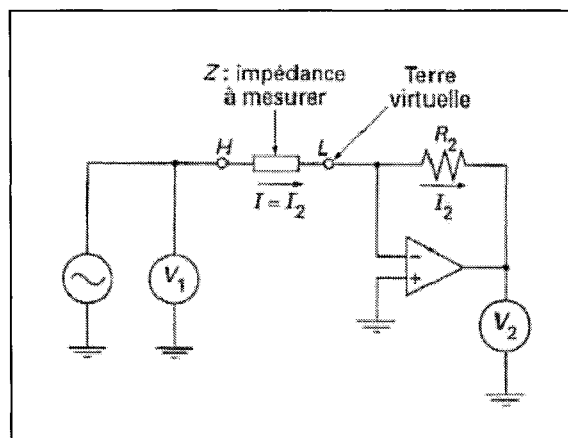 Z : impédance
à mesurer
Terre
virtuelle
H
L
R2
I = I2
I2
V1
−
+
V2